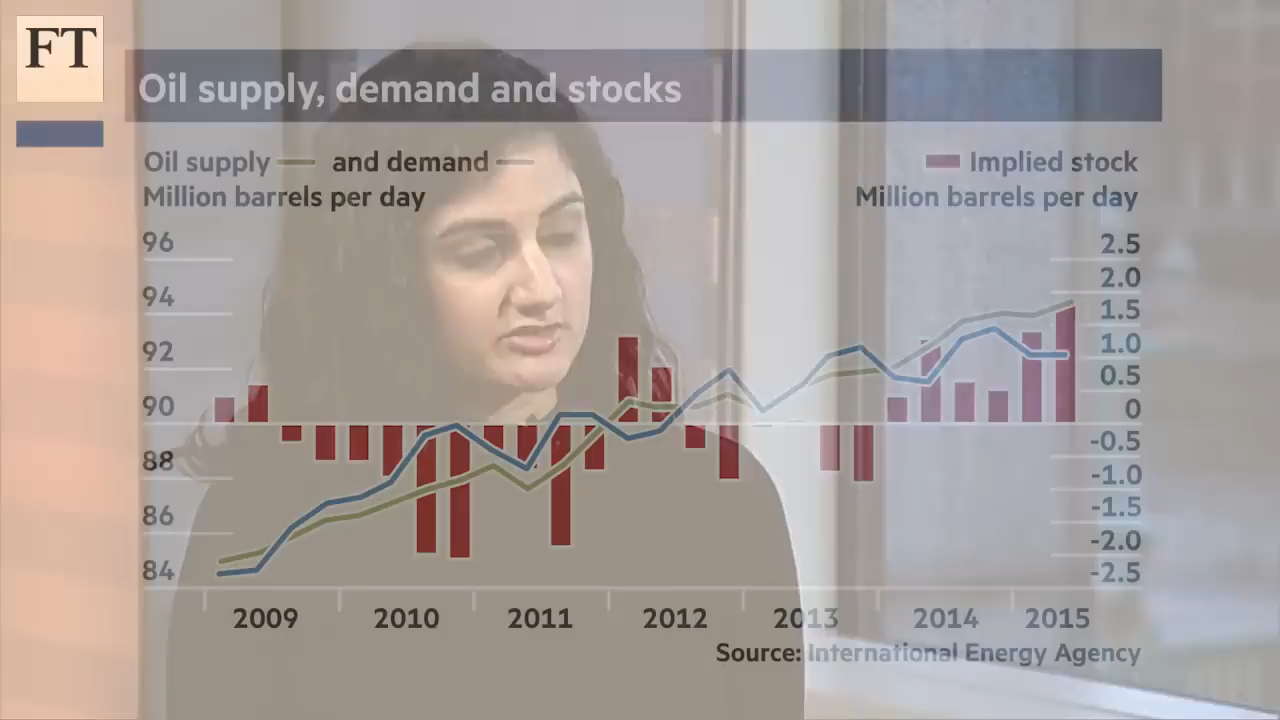 FT
Oil supply, demand and stocks
Oil supply and demand
Million barrels per day
Implied stock
Million barrels per day
96
94
92
90
88
86
84
2.5
2.0
1.5
1.0
0.5
0
-0.5
-1.0
-1.5
-2.0
-2.5
2009 2010 2011 2012 2013 2014 2015
Source: International Energy Agency